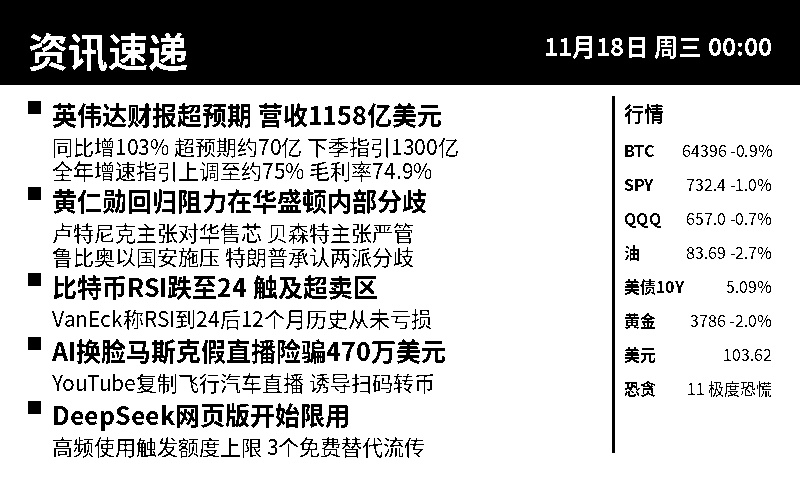 资讯速递
11月18日 周三 00:00
英伟达财报超预期 营收1158亿美元
同比增103% 超预期约70亿 下季指引1300亿
全年增速指引上调至约75% 毛利率74.9%
黄仁勋回归阻力在华盛顿内部分歧
卢特尼克主张对华售芯 贝森特主张严管
鲁比奥以国安施压 特朗普承认两派分歧
比特币RSI跌至24 触及超卖区
VanEck称RSI到24后12个月历史从未亏损
AI换脸马斯克假直播险骗470万美元
YouTube复制飞行汽车直播 诱导扫码转币
DeepSeek网页版开始限用
高频使用触发额度上限 3个免费替代流传
行情
BTC 64396 -0.9%
SPY 732.4 -1.0%
QQQ 657.0 -0.7%
油 83.69 -2.7%
美债10Y 5.09%
黄金 3786 -2.0%
美元 103.62
恐贪 11 极度恐慌